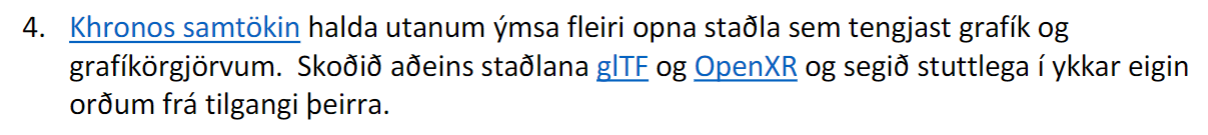 4. Khronos samtökin halda utanum ýmsa fleiri opna staðla sem tengjast grafík og
grafíkörgjörvum. Skoðið aðeins staðlana glTF og OpenXR og segið stuttlega í ykkar eigin
orðum frá tilgangi þeirra.